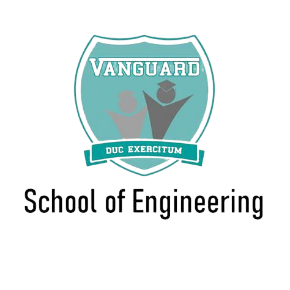 VANGUARD
DUC EXERCITUM
School of Engineering